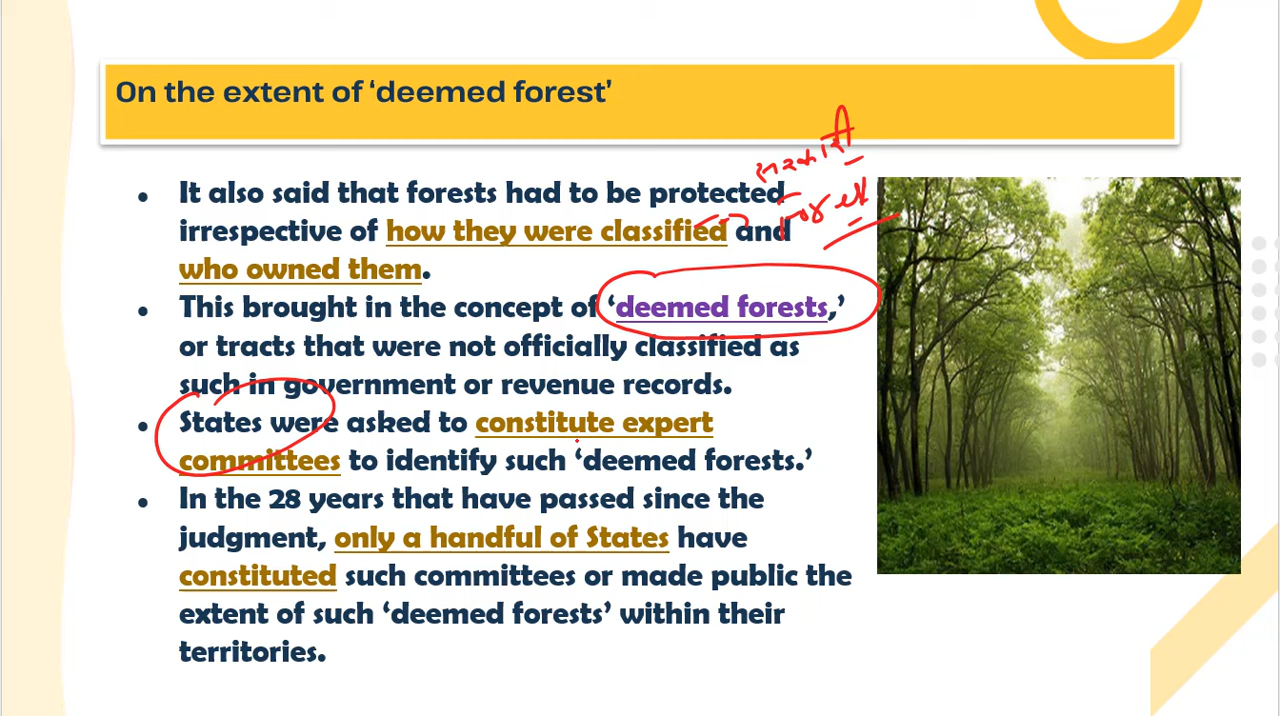 On the extent of ‘deemed forest’
• It also said that forests had to be protected
irrespective of how they were classified and
who owned them.
• This brought in the concept of ‘deemed forests,’
or tracts that were not officially classified as
such in government or revenue records.
• States were asked to constitute expert
committees to identify such ‘deemed forests.’
• In the 28 years that have passed since the
judgment, only a handful of States have
constituted such committees or made public the
extent of such ‘deemed forests’ within their
territories.